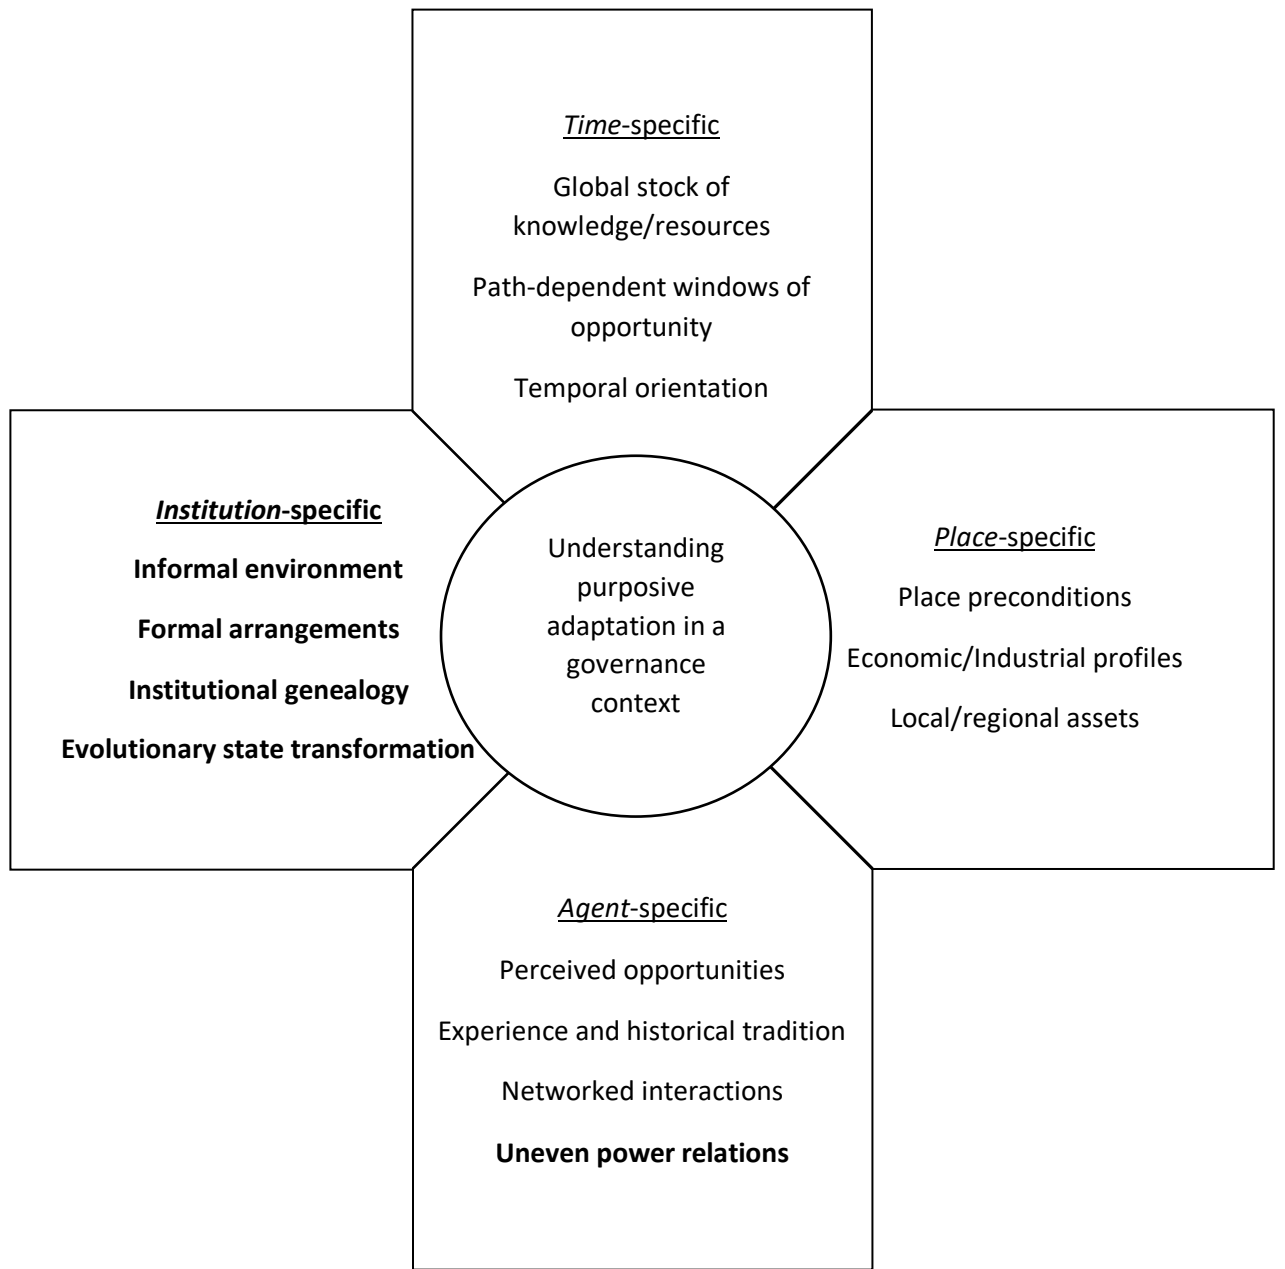 Time-specific
Global stock of
knowledge/resources
Path-dependent windows of
opportunity
Temporal orientation
Institution-specific
Informal environment
Formal arrangements
Institutional genealogy
Evolutionary state transformation
Understanding
purposive
adaptation in a
governance
context
Place-specific
Place preconditions
Economic/Industrial profiles
Local/regional assets
Agent-specific
Perceived opportunities
Experience and historical tradition
Networked interactions
Uneven power relations